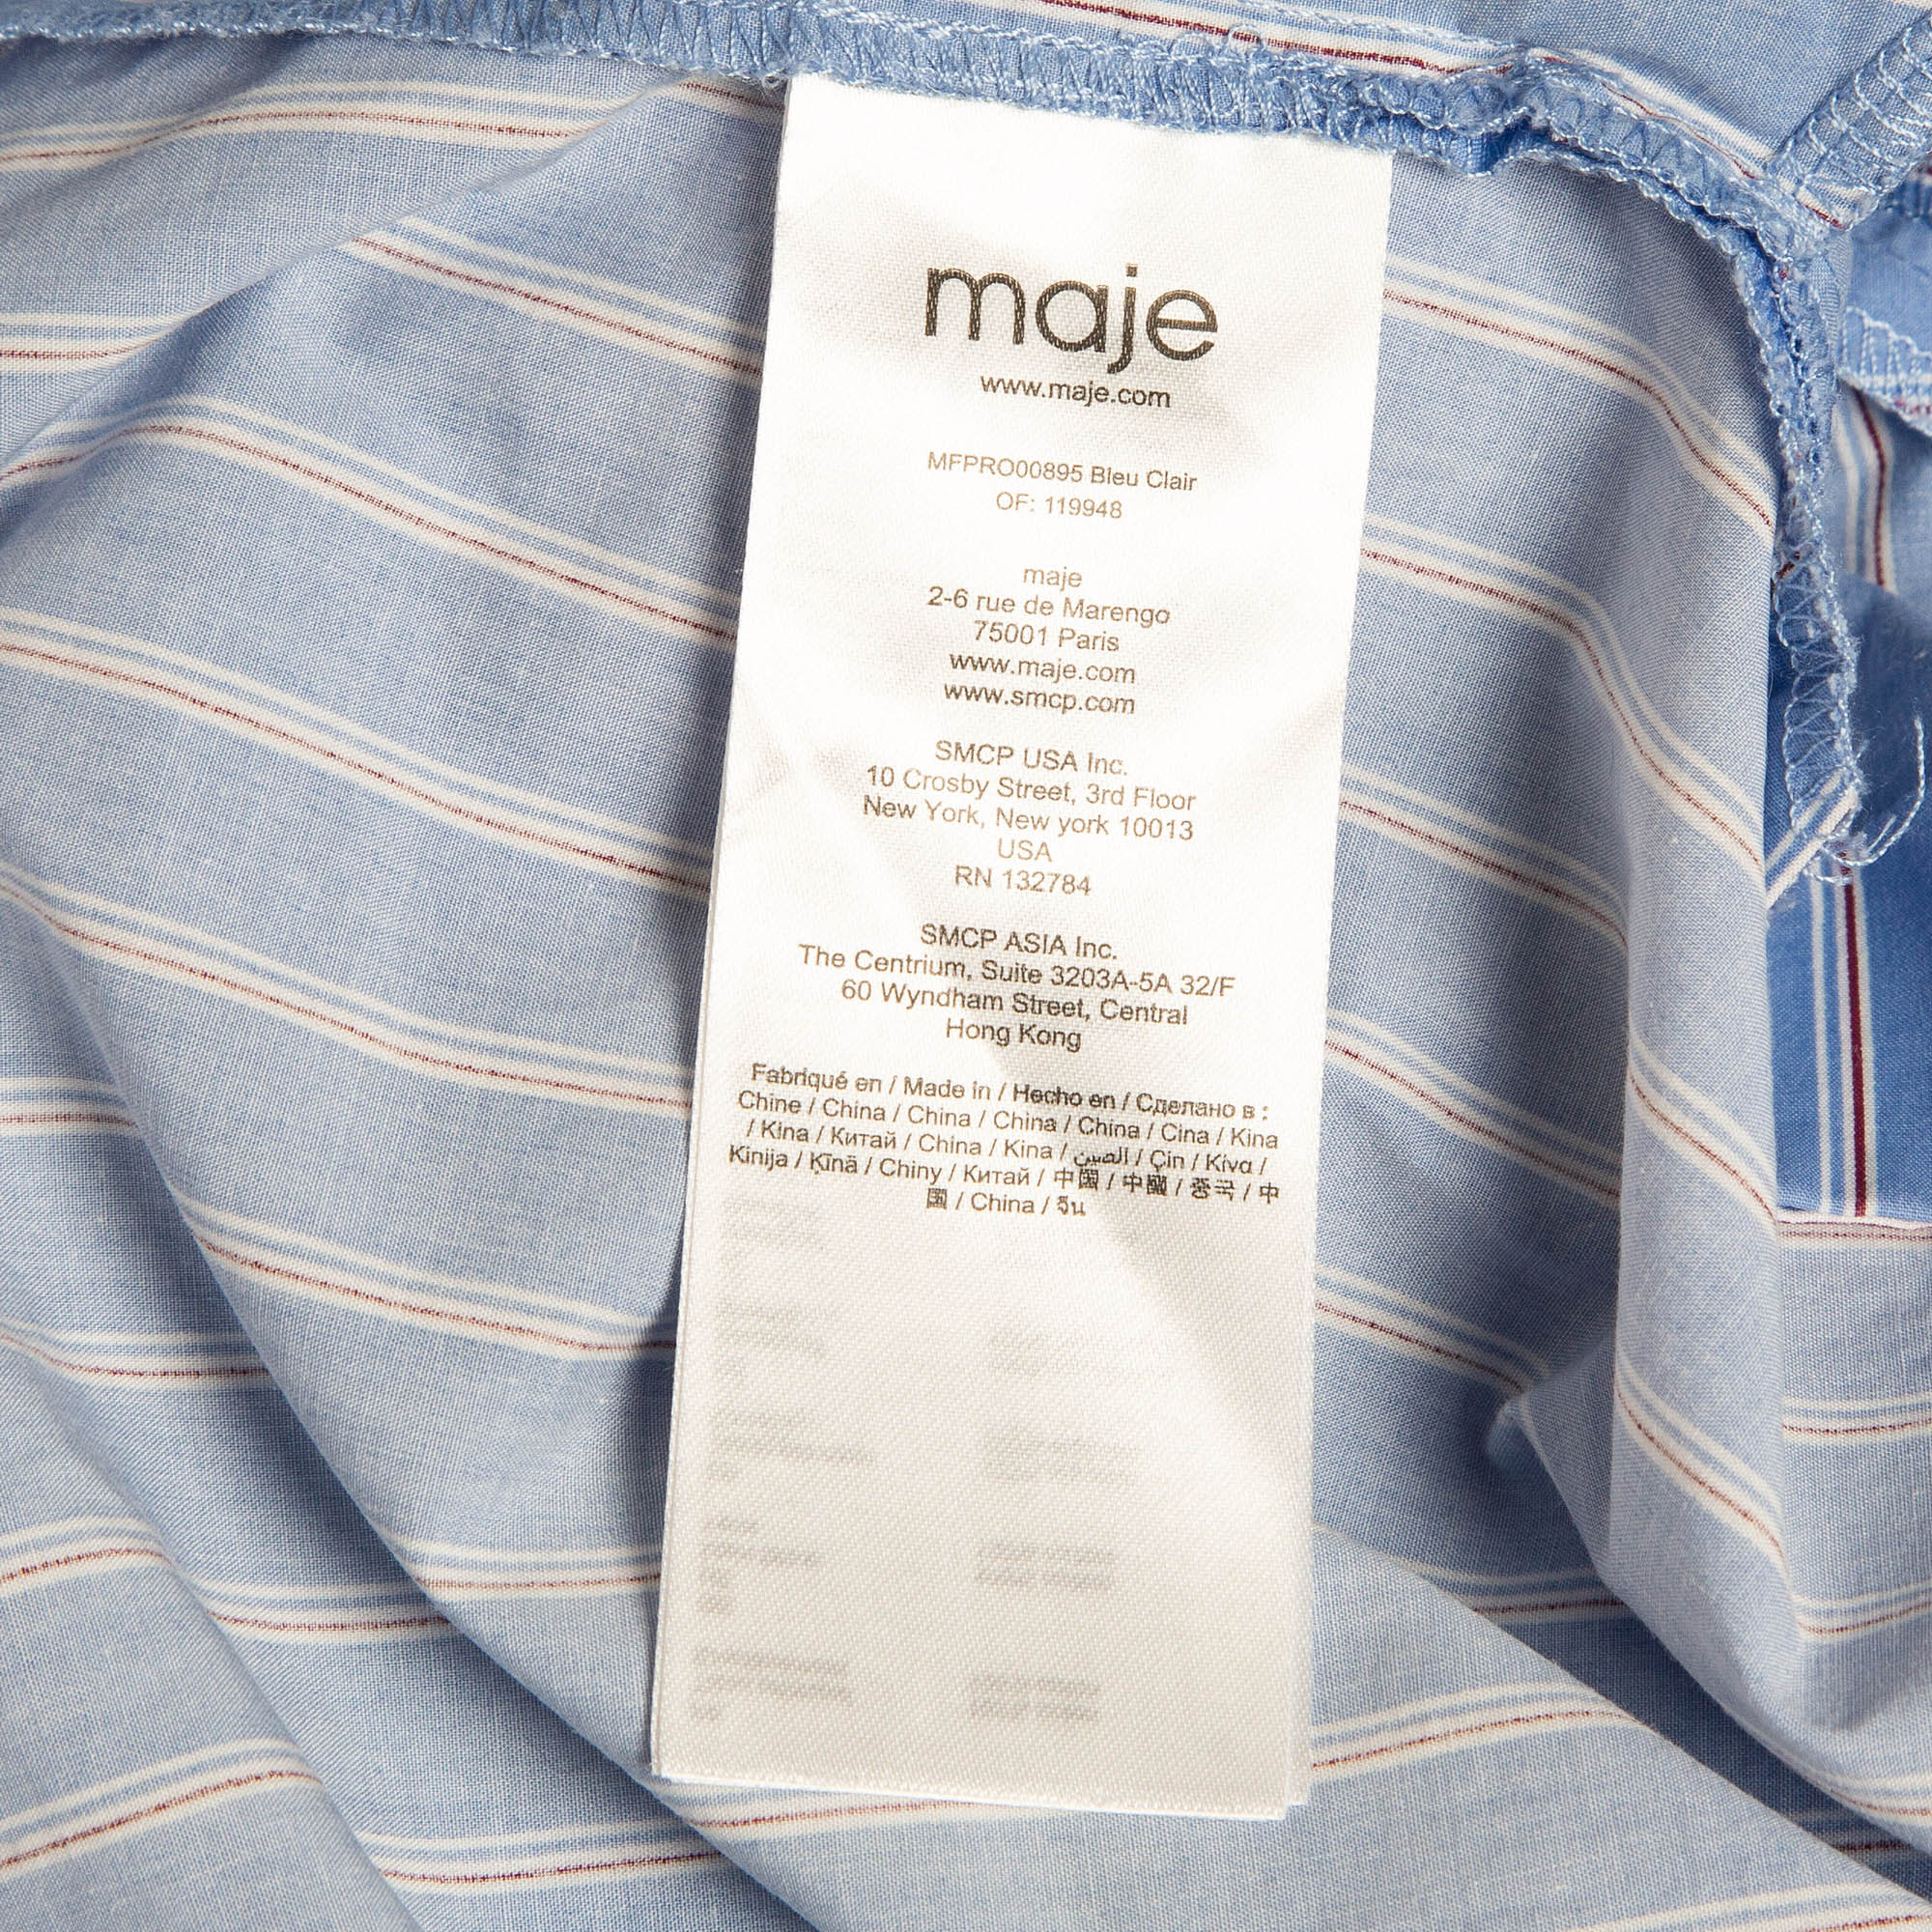 maje
www.maje.com
MFPRO00895 Bleu Clair
OF: 119948
maje
2-6 rue de Marengo
75001 Paris
www.maje.com
www.smcp.com
SMCP USA Inc.
10 Crosby Street, 3rd Floor
New York, New york 10013
USA
RN 132784
SMCP ASIA Inc.
The Centrium, Suite 3203A-5A 32/F
60 Wyndham Street, Central
Hong Kong
Fabriqué en / Made in / Hecho en / Сделано в :
Chine / China / China / China / China / Cina / Kina
/ Kina / Китай / China / Kina / الصين / Çin / Κίνα /
Kinija / Ķīnā / Chiny / Китай / 中国 / 中國 / 중국 / 中
国 / China / จีน